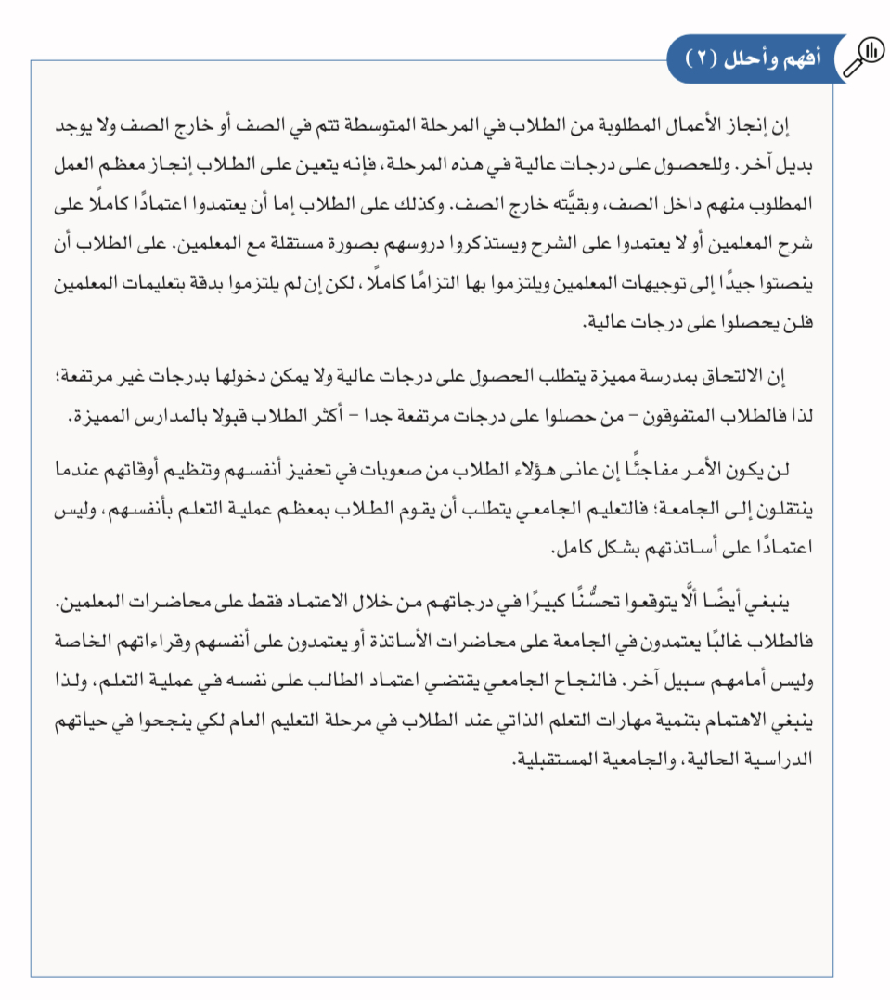 أفهم وأحلل (٢)
إن إنجاز الأعمال المطلوبة من الطلاب في المرحلة المتوسطة تتم في الصف أو خارج الصف ولا يوجد
بديل آخر. وللحصول على درجات عالية في هذه المرحلة، فإنه يتعين على الطلاب إنجاز معظم العمل
المطلوب منهم داخل الصف، وبقيَّته خارج الصف. وكذلك على الطلاب إما أن يعتمدوا اعتمادًا كاملًا على
شرح المعلمين أو لا يعتمدوا على الشرح ويستذكروا دروسهم بصورة مستقلة مع المعلمين. على الطلاب أن
ينصتوا جيدًا إلى توجيهات المعلمين ويلتزموا بها التزامًا كاملًا، لكن إن لم يلتزموا بدقة بتعليمات المعلمين
فلن يحصلوا على درجات عالية.
إن الالتحاق بمدرسة مميزة يتطلب الحصول على درجات عالية ولا يمكن دخولها بدرجات غير مرتفعة؛
لذا فالطلاب المتفوقون – من حصلوا على درجات مرتفعة جدا – أكثر الطلاب قبولا بالمدارس المميزة.
لن يكون الأمر مفاجئًا إن عانى هؤلاء الطلاب من صعوبات في تحفيز أنفسهم وتنظيم أوقاتهم عندما
ينتقلون إلى الجامعة؛ فالتعليم الجامعي يتطلب أن يقوم الطلاب بمعظم عملية التعلم بأنفسهم، وليس
اعتمادًا على أساتذتهم بشكل كامل.
ينبغي أيضًا ألَّا يتوقعوا تحسُّنًا كبيرًا في درجاتهم من خلال الاعتماد فقط على محاضرات المعلمين.
فالطلاب غالبًا يعتمدون في الجامعة على محاضرات الأساتذة أو يعتمدون على أنفسهم وقراءاتهم الخاصة
وليس أمامهم سبيل آخر. فالنجاح الجامعي يقتضي اعتماد الطالب على نفسه في عملية التعلم، ولذا
ينبغي الاهتمام بتنمية مهارات التعلم الذاتي عند الطلاب في مرحلة التعليم العام لكي ينجحوا في حياتهم
الدراسية الحالية، والجامعية المستقبلية.